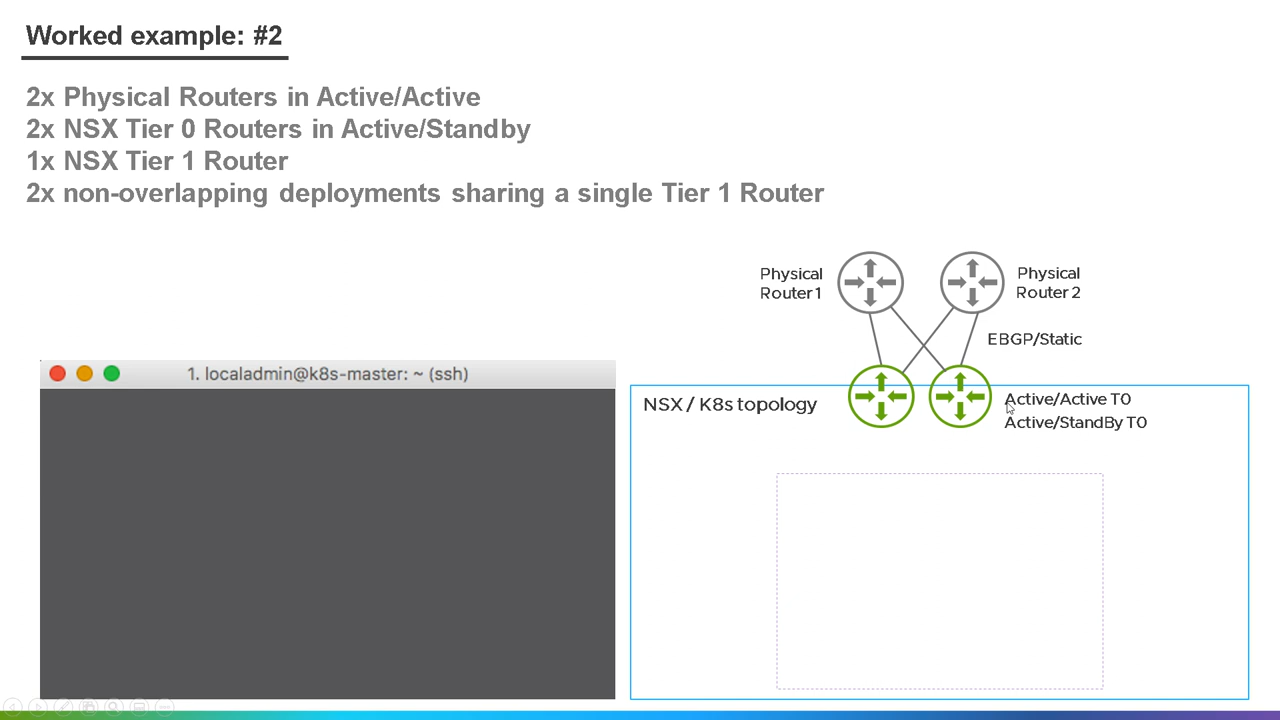 Worked example: #2
2x Physical Routers in Active/Active
2x NSX Tier 0 Routers in Active/Standby
1x NSX Tier 1 Router
2x non-overlapping deployments sharing a single Tier 1 Router
Physical
Router 1
Physical
Router 2
EBGP/Static
1. localadmin@k8s-master: ~ (ssh)
NSX / K8s topology
Active/Active T0
Active/StandBy T0